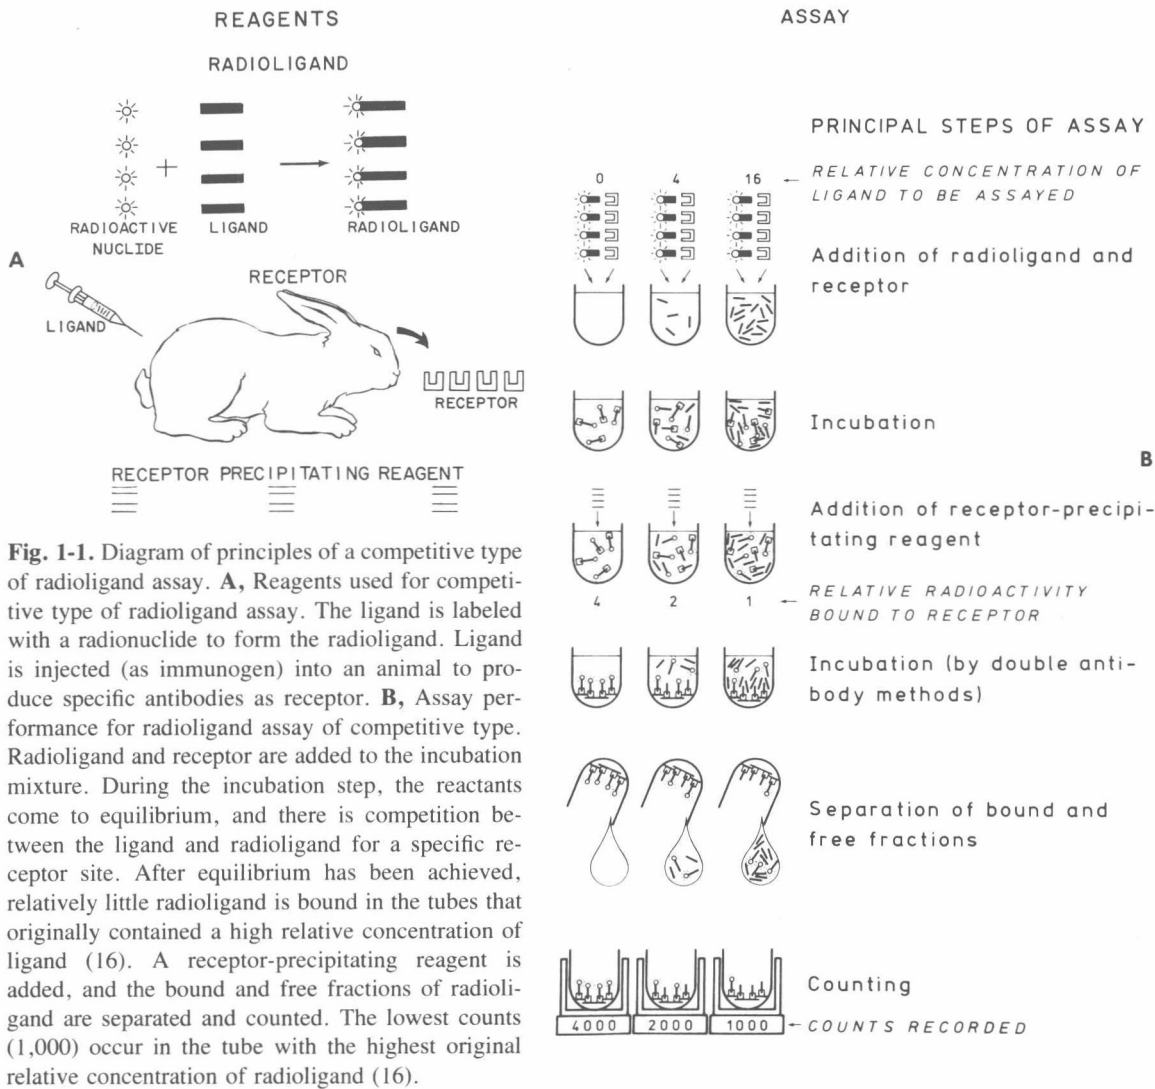 REAGENTS
RADIOLIGAND
+
RADIOACTIVE
NUCLIDE
LIGAND
RADIOLIGAND
A
RECEPTOR
LIGAND
RECEPTOR
RECEPTOR PRECIPITATING REAGENT
Fig. 1-1. Diagram of principles of a competitive type
of radioligand assay. A, Reagents used for competi-
tive type of radioligand assay. The ligand is labeled
with a radionuclide to form the radioligand. Ligand
is injected (as immunogen) into an animal to pro-
duce specific antibodies as receptor. B, Assay per-
formance for radioligand assay of competitive type.
Radioligand and receptor are added to the incubation
mixture. During the incubation step, the reactants
come to equilibrium, and there is competition be-
tween the ligand and radioligand for a specific re-
ceptor site. After equilibrium has been achieved,
relatively little radioligand is bound in the tubes that
originally contained a high relative concentration of
ligand (16). A receptor-precipitating reagent is
added, and the bound and free fractions of radioli-
gand are separated and counted. The lowest counts
(1,000) occur in the tube with the highest original
relative concentration of radioligand (16).
ASSAY
PRINCIPAL STEPS OF ASSAY
0 4 16
RELATIVE CONCENTRATION OF
LIGAND TO BE ASSAYED
Addition of radioligand and
receptor
Incubation
B
Addition of receptor-precipi-
tating reagent
4 2 1
RELATIVE RADIOACTIVITY
BOUND TO RECEPTOR
Incubation (by double anti-
body methods)
Separation of bound and
free fractions
Counting
4000 2000 1000
COUNTS RECORDED